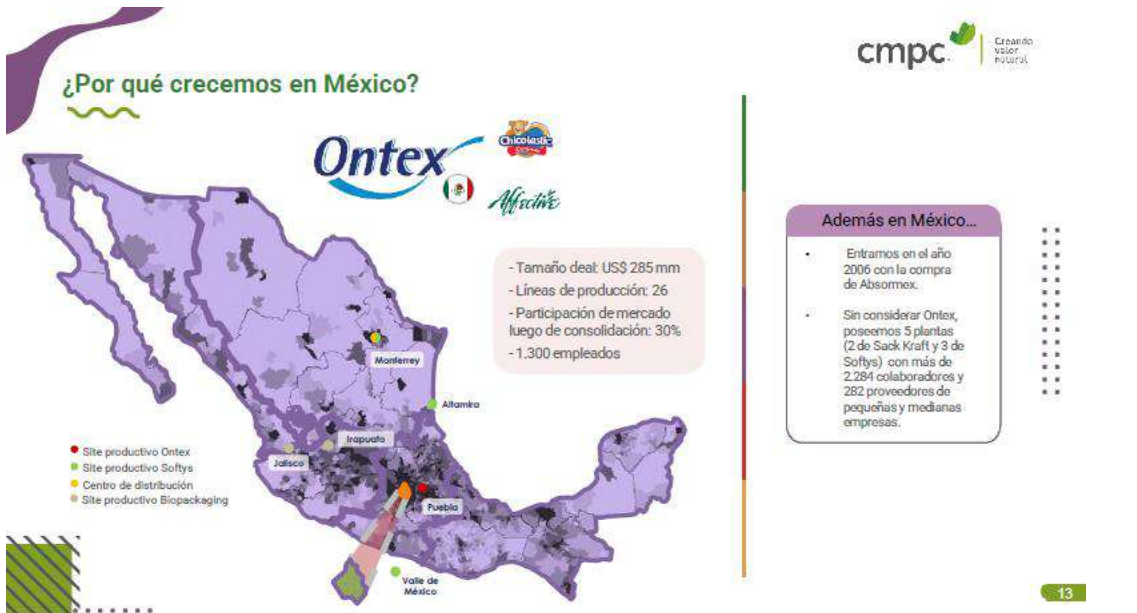 cmpc
Creando
valor
natural
¿Por qué crecemos en México?
Ontex
Chicolastic
Affective
- Tamaño deal: US$ 285 mm
- Líneas de producción: 26
- Participación de mercado
luego de consolidación: 30%
- 1.300 empleados
Monterrey
Altamira
Irapuato
Jalisco
Puebla
Valle de
México
Site productivo Ontex
Site productivo Softys
Centro de distribución
Site productivo Biopackaging
Además en México...
Entramos en el año
2006 con la compra
de Absormex.
Sin considerar Ontex,
poseemos 5 plantas
(2 de Sack Kraft y 3 de
Softys) con más de
2.284 colaboradores y
282 proveedores de
pequeñas y medianas
empresas.
13